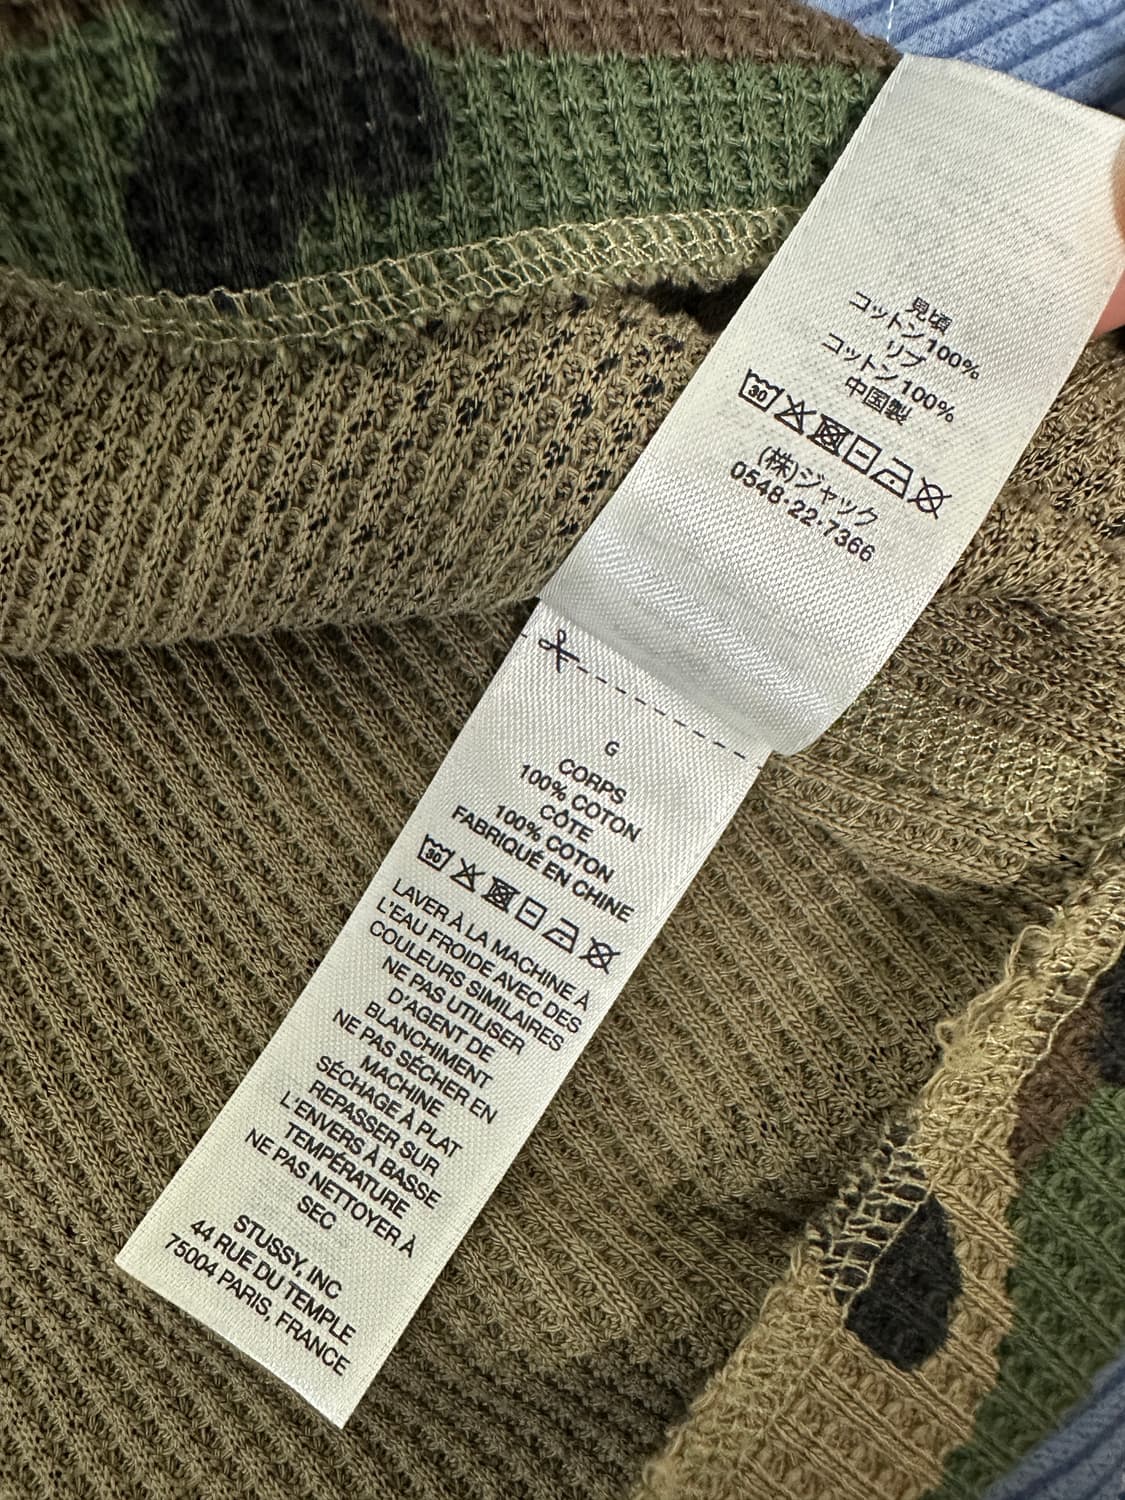 見頃
コットン100%
リブ
コットン100%
中国製
30
(株)ジャック
0548·22·7366
G
CORPS
100% COTON
CÔTE
100% COTON
FABRIQUÉ EN CHINE
30
LAVER À LA MACHINE À
L'EAU FROIDE AVEC DES
COULEURS SIMILAIRES
NE PAS UTILISER
D'AGENT DE
BLANCHIMENT
NE PAS SÉCHER EN
MACHINE
SÉCHAGE À PLAT
REPASSER SUR
L'ENVERS À BASSE
TEMPÉRATURE
NE PAS NETTOYER À
SEC
STUSSY, INC
44 RUE DU TEMPLE
75004 PARIS, FRANCE